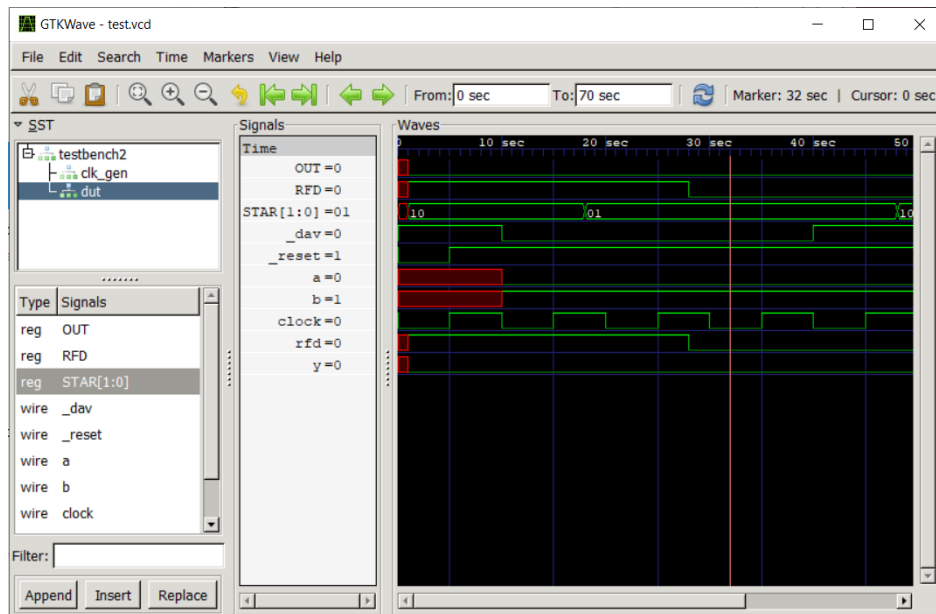 GTKWave - test.vcd
File Edit Search Time Markers View Help
From: 0 sec To: 70 sec Marker: 32 sec | Cursor: 0 sec
SST
testbench2
clk_gen
dut
Type Signals
reg OUT
reg RFD
reg STAR[1:0]
wire _dav
wire _reset
wire a
wire b
wire clock
Filter:
Append Insert Replace
Signals
Time
OUT =0
RFD =0
STAR[1:0] =01
_dav =0
_reset =1
a =0
b =1
clock =0
rfd =0
y =0
Waves
10 sec 20 sec 30 sec 40 sec 50
10 01 10